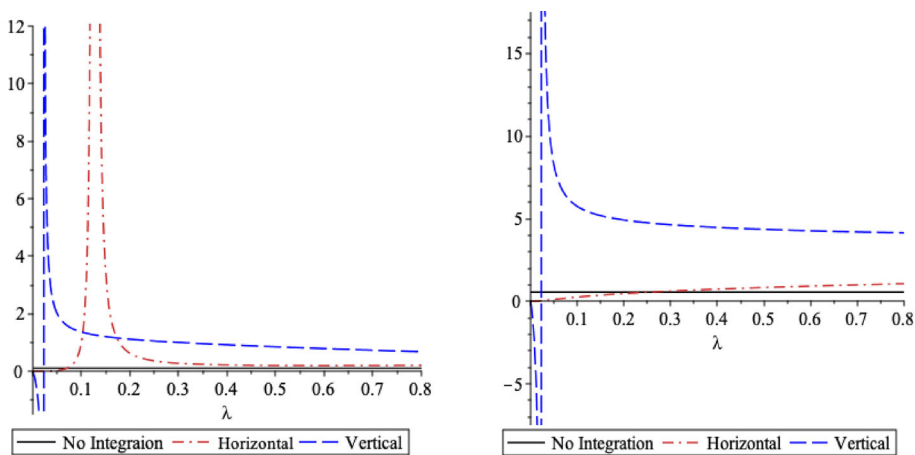 12
10
8
6
4
2
0
0.1 0.2 0.3 0.4 0.5 0.6 0.7 0.8
λ
No Integraion Horizontal Vertical
15
10
5
0
−5
0.1 0.2 0.3 0.4 0.5 0.6 0.7 0.8
λ
No Integration Horizontal Vertical